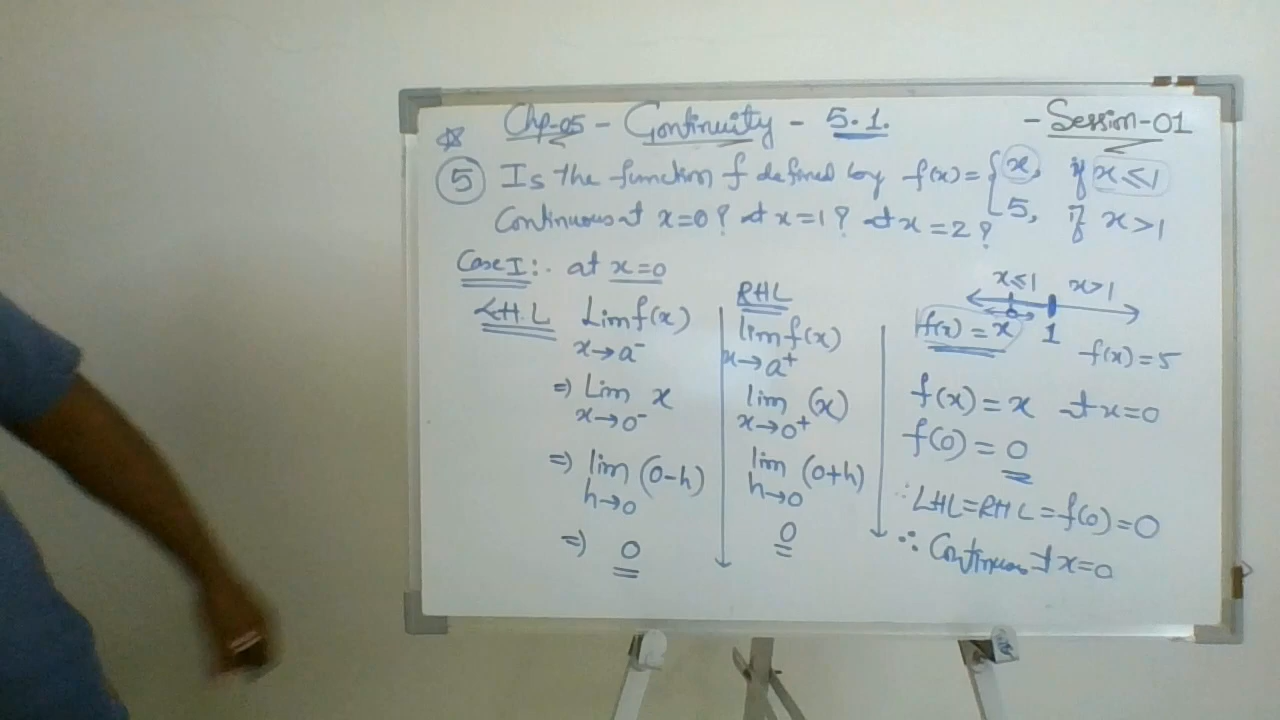 Chp-05 - Continuity - 5.1. - Session-01
⑤ Is the function f defined by f(x) = { x, if x ≤ 1
5, if x > 1
Continuous at x=0? at x=1? at x=2?
Case I:- at x=0
LHL Lim f(x)
x→a⁻
⇒ Lim x
x→0⁻
⇒ lim (0-h)
h→0
⇒ 0
RHL
lim f(x)
x→a⁺
lim (x)
x→0⁺
lim (0+h)
h→0
0
x≤1 x>1
0 1
f(x) = x
f(x) = 5
f(x) = x at x=0
f(0) = 0
∵ LHL=RHL=f(0)=0
∴ Continuous at x=0